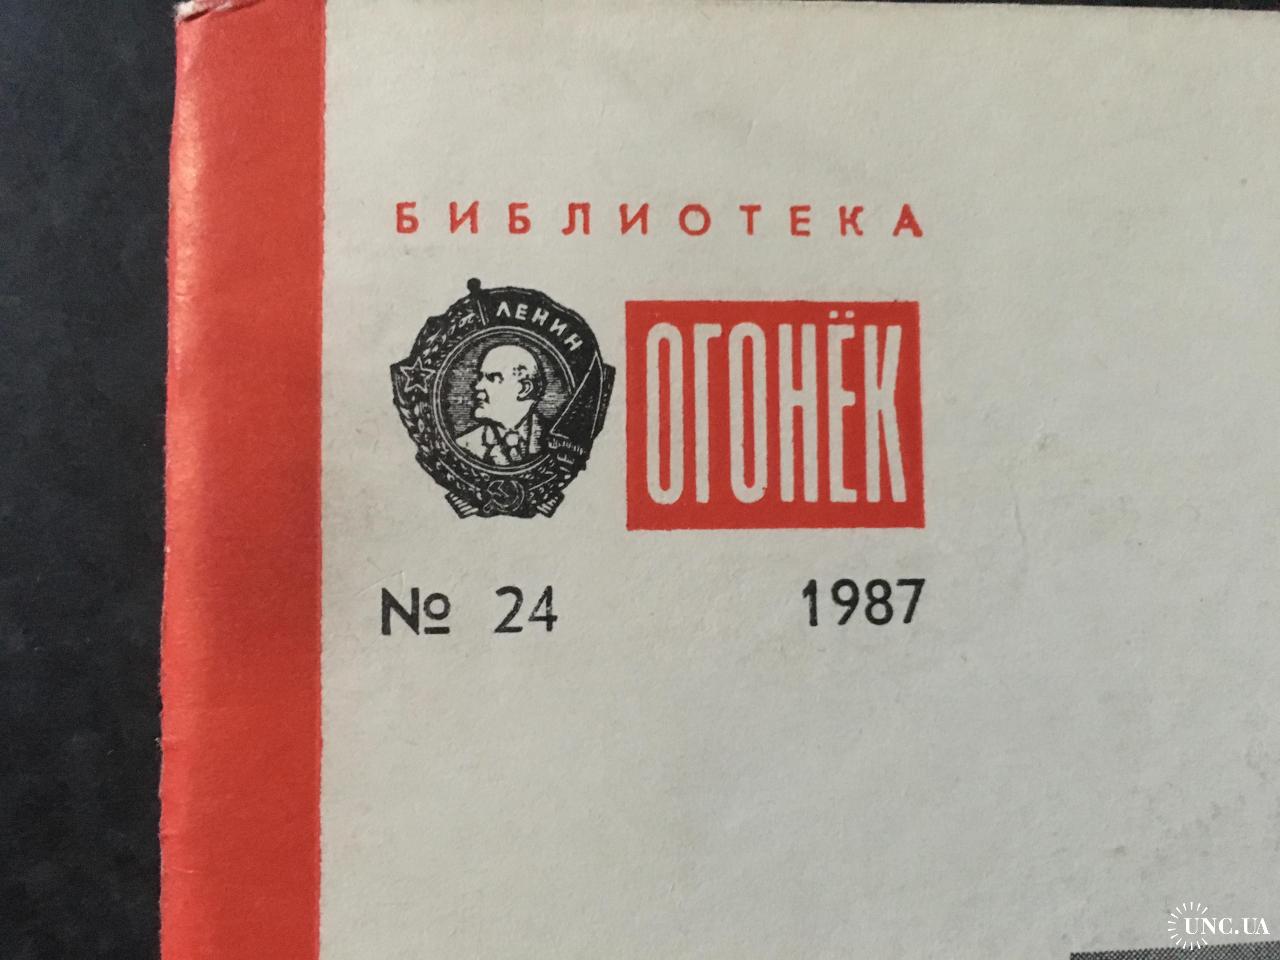 БИБЛИОТЕКА
ЛЕНИН
ОГОНЁК
№ 24 1987
UNC.UA